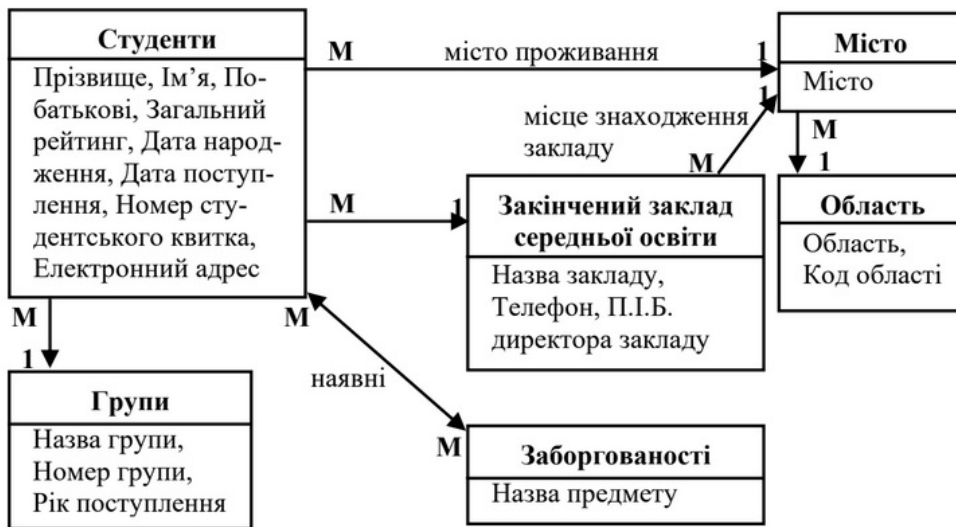 Студенти
Прізвище, Ім’я, По-
батькові, Загальний
рейтинг, Дата народ-
ження, Дата поступ-
лення, Номер сту-
дентського квитка,
Електронний адрес
М
місто проживання
1
Місто
Місто
1
місце знаходження
закладу
М
М
1
М
1
Закінчений заклад
середньої освіти
Назва закладу,
Телефон, П.І.Б.
директора закладу
Область
Область,
Код області
М
1
М
наявні
М
Групи
Назва групи,
Номер групи,
Рік поступлення
Заборгованості
Назва предмету